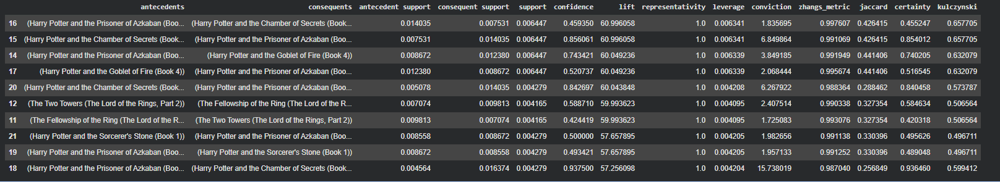 antecedents consequents antecedent support consequent support support confidence lift representativity leverage conviction zhangs_metric jaccard certainty kulczynski
16 (Harry Potter and the Prisoner of Azkaban (Boo... (Harry Potter and the Chamber of Secrets (Book... 0.014035 0.007531 0.006447 0.459350 60.996058 1.0 0.006341 1.835695 0.997607 0.426415 0.455247 0.657705
15 (Harry Potter and the Chamber of Secrets (Book... (Harry Potter and the Prisoner of Azkaban (Boo... 0.007531 0.014035 0.006447 0.856061 60.996058 1.0 0.006341 6.849864 0.991069 0.426415 0.854012 0.657705
14 (Harry Potter and the Prisoner of Azkaban (Boo... (Harry Potter and the Goblet of Fire (Book 4)) 0.008672 0.012380 0.006447 0.743421 60.049236 1.0 0.006339 3.849185 0.991949 0.441406 0.740205 0.632079
17 (Harry Potter and the Goblet of Fire (Book 4)) (Harry Potter and the Prisoner of Azkaban (Boo... 0.012380 0.008672 0.006447 0.520737 60.049236 1.0 0.006339 2.068444 0.995674 0.441406 0.516545 0.632079
20 (Harry Potter and the Chamber of Secrets (Book... (Harry Potter and the Prisoner of Azkaban (Boo... 0.005078 0.014035 0.004279 0.842697 60.043848 1.0 0.004208 6.267922 0.988364 0.288462 0.840458 0.573787
12 (The Two Towers (The Lord of the Rings, Part 2)) (The Fellowship of the Ring (The Lord of the R... 0.007074 0.009813 0.004165 0.588710 59.993623 1.0 0.004095 2.407514 0.990338 0.327354 0.584634 0.506564
11 (The Fellowship of the Ring (The Lord of the R... (The Two Towers (The Lord of the Rings, Part 2)) 0.009813 0.007074 0.004165 0.424419 59.993623 1.0 0.004095 1.725083 0.993076 0.327354 0.420318 0.506564
21 (Harry Potter and the Sorcerer's Stone (Book 1)) (Harry Potter and the Prisoner of Azkaban (Boo... 0.008558 0.008672 0.004279 0.500000 57.657895 1.0 0.004205 1.982656 0.991138 0.330396 0.495626 0.496711
19 (Harry Potter and the Prisoner of Azkaban (Boo... (Harry Potter and the Sorcerer's Stone (Book 1)) 0.008672 0.008558 0.004279 0.493421 57.657895 1.0 0.004205 1.957133 0.991252 0.330396 0.489048 0.496711
18 (Harry Potter and the Prisoner of Azkaban (Boo... (Harry Potter and the Chamber of Secrets (Book... 0.004564 0.016374 0.004279 0.937500 57.256098 1.0 0.004204 15.738019 0.987040 0.256849 0.936460 0.599412